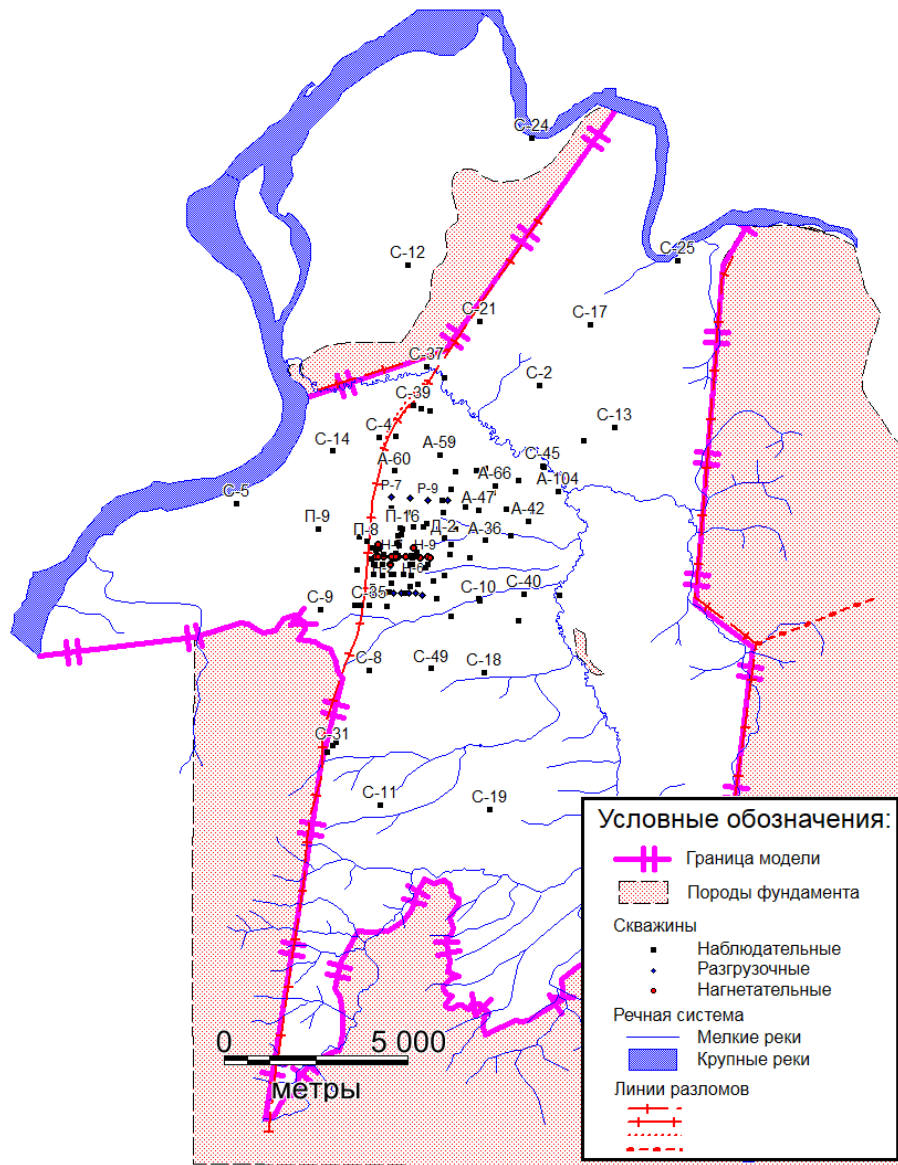 С-24
С-25
С-12
С-21
С-17
С-37
С-2
С-39
С-13
С-4
С-14
А-59
А-60
С-45
А-66
А-104
Р-7
Р-9
С-5
А-47
А-42
П-9
П-16
П-8
Д-2
А-36
Н-9
Н-6
С-9
С-35
С-10
С-40
С-8
С-49
С-18
С-31
С-11
С-19
0 5 000
метры
Условные обозначения:
Граница модели
Породы фундамента
Скважины
Наблюдательные
Разгрузочные
Нагнетательные
Речная система
Мелкие реки
Крупные реки
Линии разломов